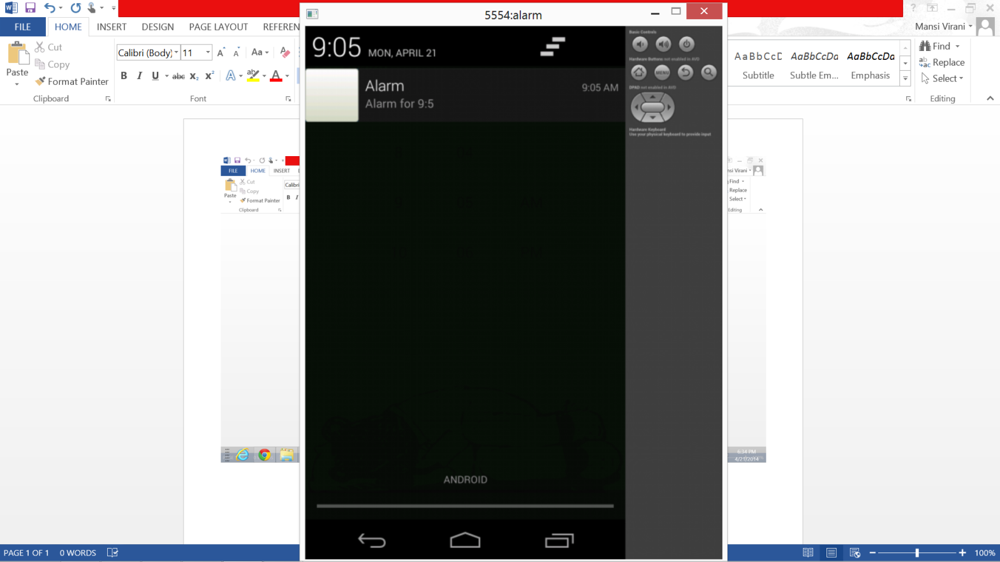 5554:alarm
FILE HOME INSERT DESIGN PAGE LAYOUT REFEREN
Mansi Virani
Paste
Cut
Copy
Format Painter
Clipboard
Calibri (Body) 11
Aa
B I U abc X₂ X² A ab A
Font
AaBbCcD AaBbCcDa AaBbCcDa
Subtitle Subtle Em... Emphasis
Find
Replace
Select
Editing
9:05 MON, APRIL 21
Alarm 9:05 AM
Alarm for 9:5
ANDROID
Basic Controls
Hardware Buttons not enabled in AVD
MENU
DPAD not enabled in AVD
Hardware Keyboard
Use your physical keyboard to provide input
FILE HOME INSERT
nsi Virani
Paste
Cut
Copy
Format Painter
Clipboard
Calibri
B I
Find
Replace
Select
Editing
6:34 PM
4/21/2014
PAGE 1 OF 1 0 WORDS
100%